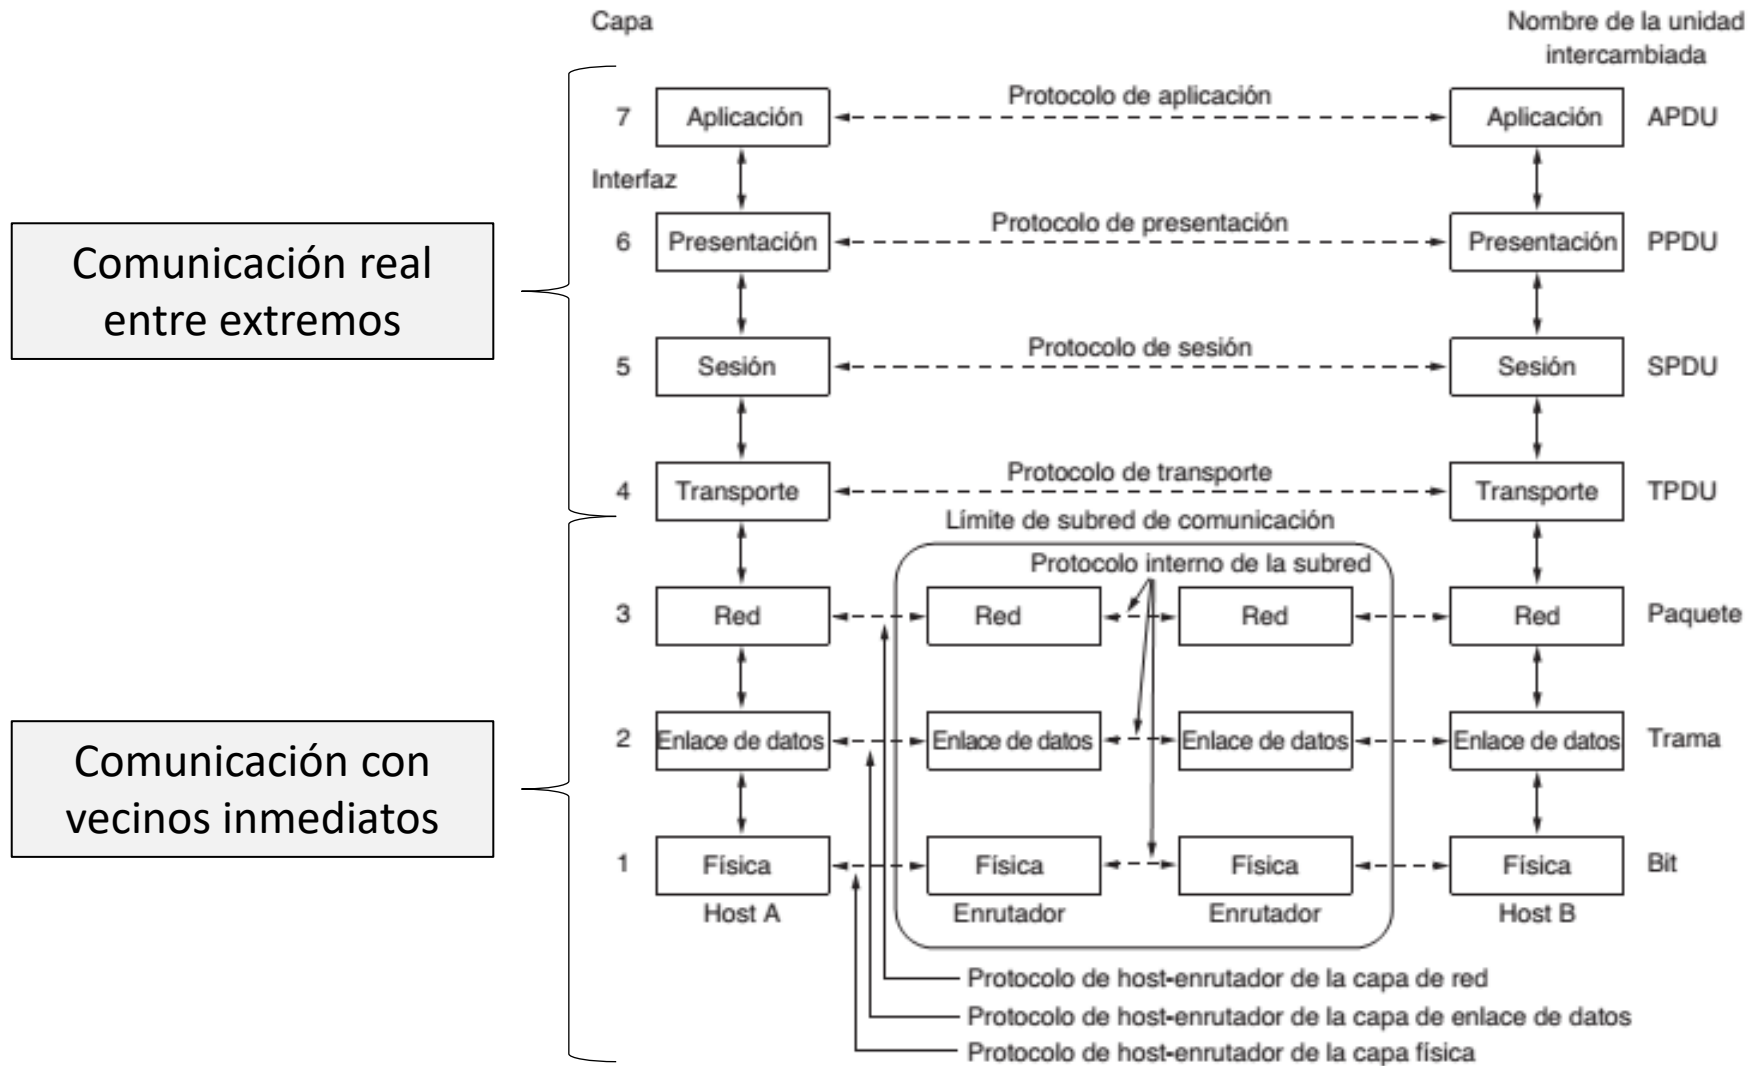 Capa
Nombre de la unidad
intercambiada
7 Aplicación Protocolo de aplicación Aplicación APDU
Interfaz
6 Presentación Protocolo de presentación Presentación PPDU
Comunicación real
entre extremos
5 Sesión Protocolo de sesión Sesión SPDU
4 Transporte Protocolo de transporte Transporte TPDU
Límite de subred de comunicación
Protocolo interno de la subred
3 Red Red Red Red Paquete
2 Enlace de datos Enlace de datos Enlace de datos Enlace de datos Trama
Comunicación con
vecinos inmediatos
1 Física Física Física Física Bit
Host A Enrutador Enrutador Host B
Protocolo de host-enrutador de la capa de red
Protocolo de host-enrutador de la capa de enlace de datos
Protocolo de host-enrutador de la capa física